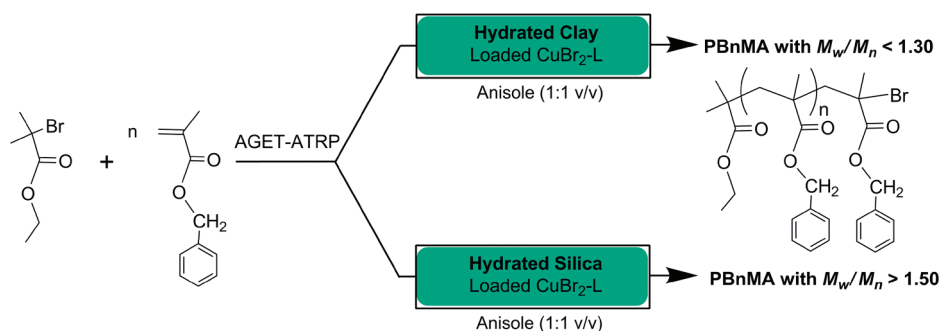 Hydrated Clay
Loaded CuBr₂-L
Anisole (1:1 v/v)
PBnMA with Mw/Mn < 1.30
Br
O
O
+
n
O
O
CH₂
AGET-ATRP
n
Br
O
O
O
O
O
O
CH₂
CH₂
Hydrated Silica
Loaded CuBr₂-L
Anisole (1:1 v/v)
PBnMA with Mw/Mn > 1.50